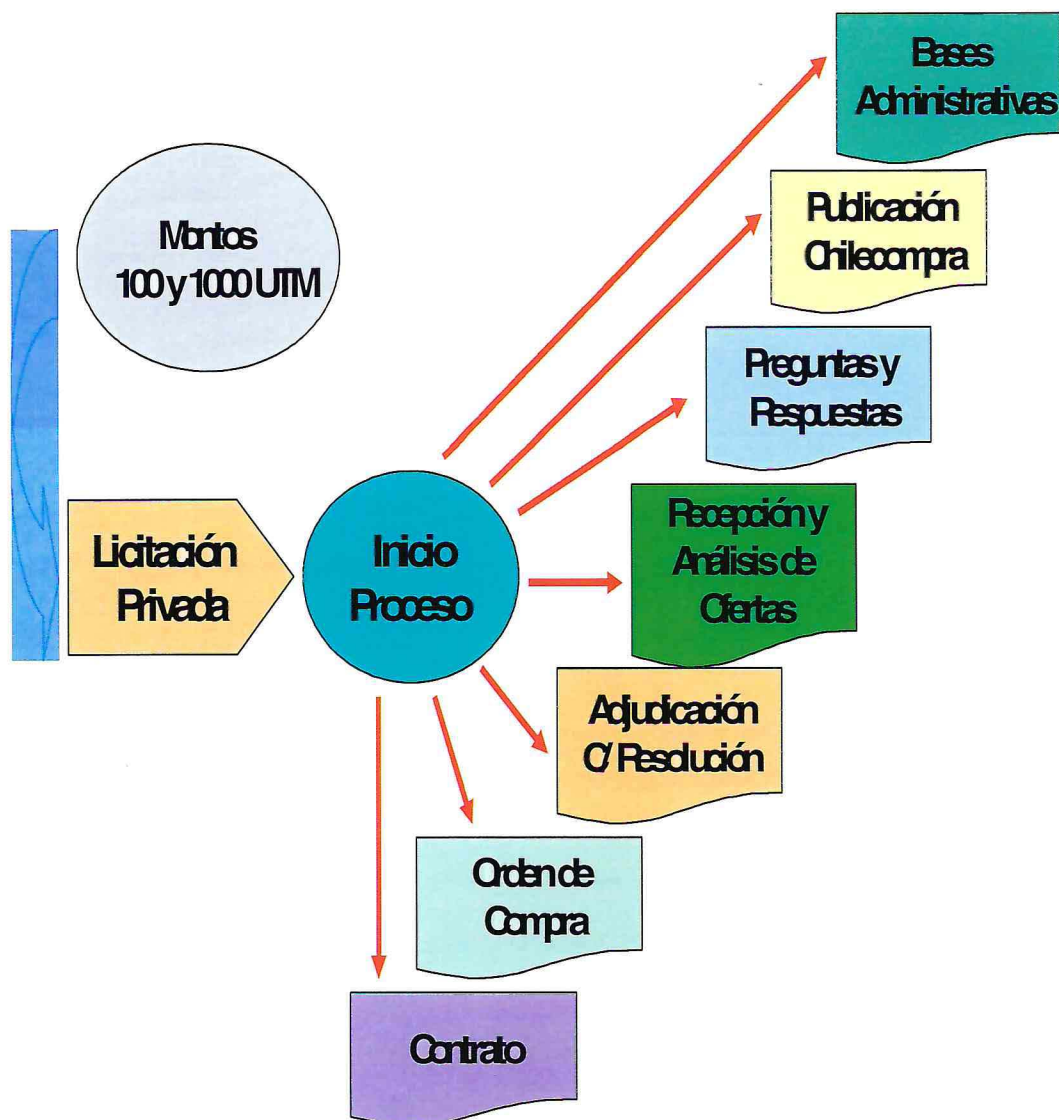 Bases
Administrativas
Publicación
Chilecompra
Montos
100 y 1000 UTM
Preguntas y
Respuestas
Licitación
Privada
Inicio
Proceso
Recepción y
Análisis de
Ofertas
Adjudicación
C/ Resolución
Orden de
Compra
Contrato